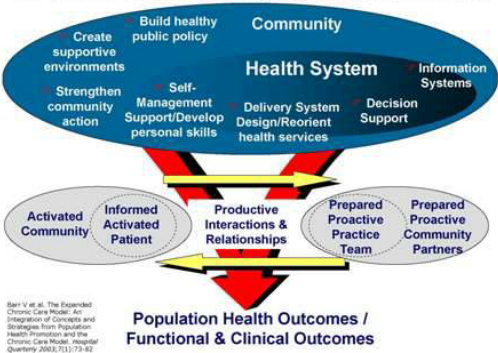 Build healthy
public policy
Community
Create
supportive
environments
Health System
Information
Systems
Strengthen
community
action
Self-
Management
Support/Develop
personal skills
Delivery System
Design/Reorient
health services
Decision
Support
Activated
Community
Informed
Activated
Patient
Productive
Interactions &
Relationships
Prepared
Proactive
Practice
Team
Prepared
Proactive
Community
Partners
Barr V et al. The Expanded
Chronic Care Model: An
Integration of Concepts and
Strategies from Population
Health Promotion and the
Chronic Care Model. Hospital
Quarterly 2003;7(1):73-82
Population Health Outcomes /
Functional & Clinical Outcomes